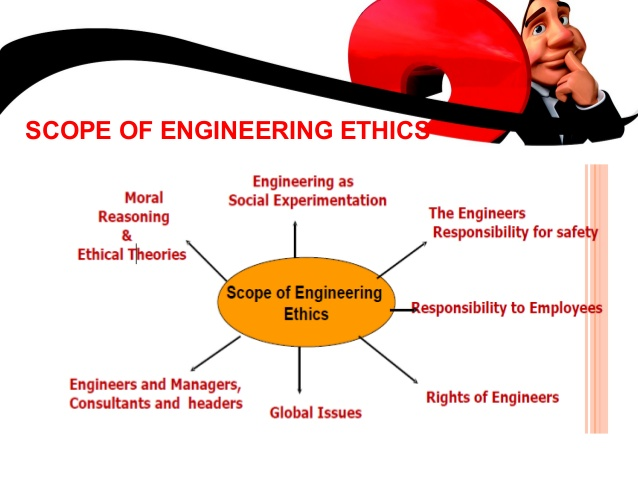 SCOPE OF ENGINEERING ETHICS
Engineering as
Social Experimentation
Moral
Reasoning
&
Ethical Theories
The Engineers
Responsibility for safety
Scope of Engineering
Ethics
Responsibility to Employees
Engineers and Managers,
Consultants and headers
Global Issues
Rights of Engineers